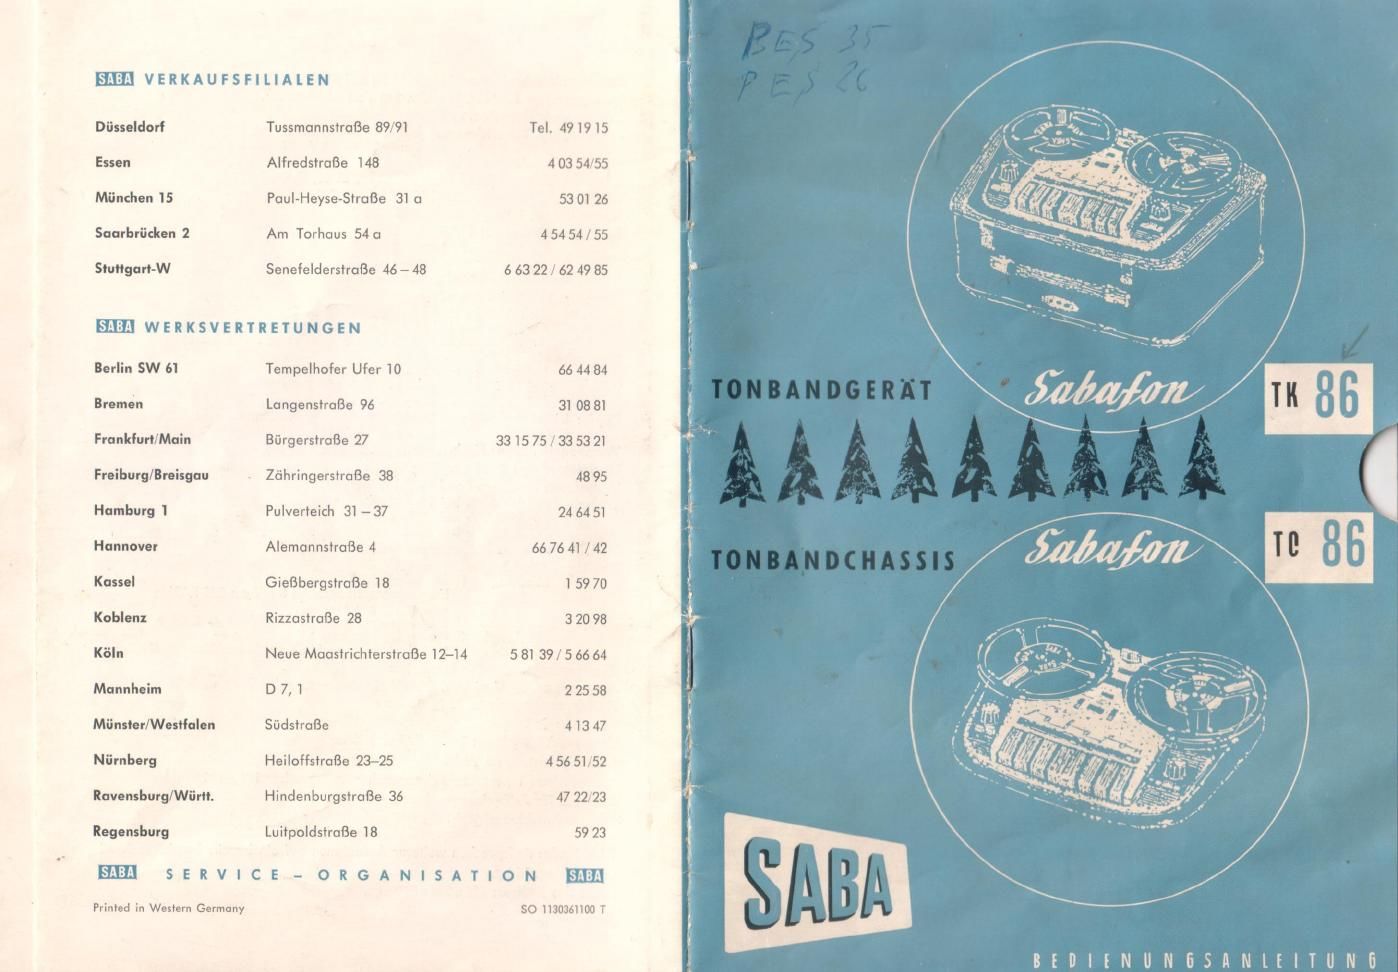 SABA VERKAUFSFILIALEN
Düsseldorf Tussmannstraße 89/91 Tel. 49 19 15
Essen Alfredstraße 148 4 03 54/55
München 15 Paul-Heyse-Straße 31 a 53 01 26
Saarbrücken 2 Am Torhaus 54 a 4 54 54 / 55
Stuttgart-W Senefelderstraße 46 – 48 6 63 22 / 62 49 85
SABA WERKSVERTRETUNGEN
Berlin SW 61 Tempelhofer Ufer 10 66 44 84
Bremen Langenstraße 96 31 08 81
Frankfurt/Main Bürgerstraße 27 33 15 75 / 33 53 21
Freiburg/Breisgau Zähringerstraße 38 48 95
Hamburg 1 Pulverteich 31 – 37 24 64 51
Hannover Alemannstraße 4 66 76 41 / 42
Kassel Gießbergstraße 18 1 59 70
Koblenz Rizzastraße 28 3 20 98
Köln Neue Maastrichterstraße 12–14 5 81 39 / 5 66 64
Mannheim D 7, 1 2 25 58
Münster/Westfalen Südstraße 4 13 47
Nürnberg Heiloffstraße 23–25 4 56 51/52
Ravensburg/Württ. Hindenburgstraße 36 47 22/23
Regensburg Luitpoldstraße 18 59 23
SABA SERVICE – ORGANISATION SABA
Printed in Western Germany SO 1130361100 T
BES 35
PES 26
TONBANDGERÄT Sabafon TK 86
TONBANDCHASSIS Sabafon TC 86
SABA
BEDIENUNGSANLEITUNG